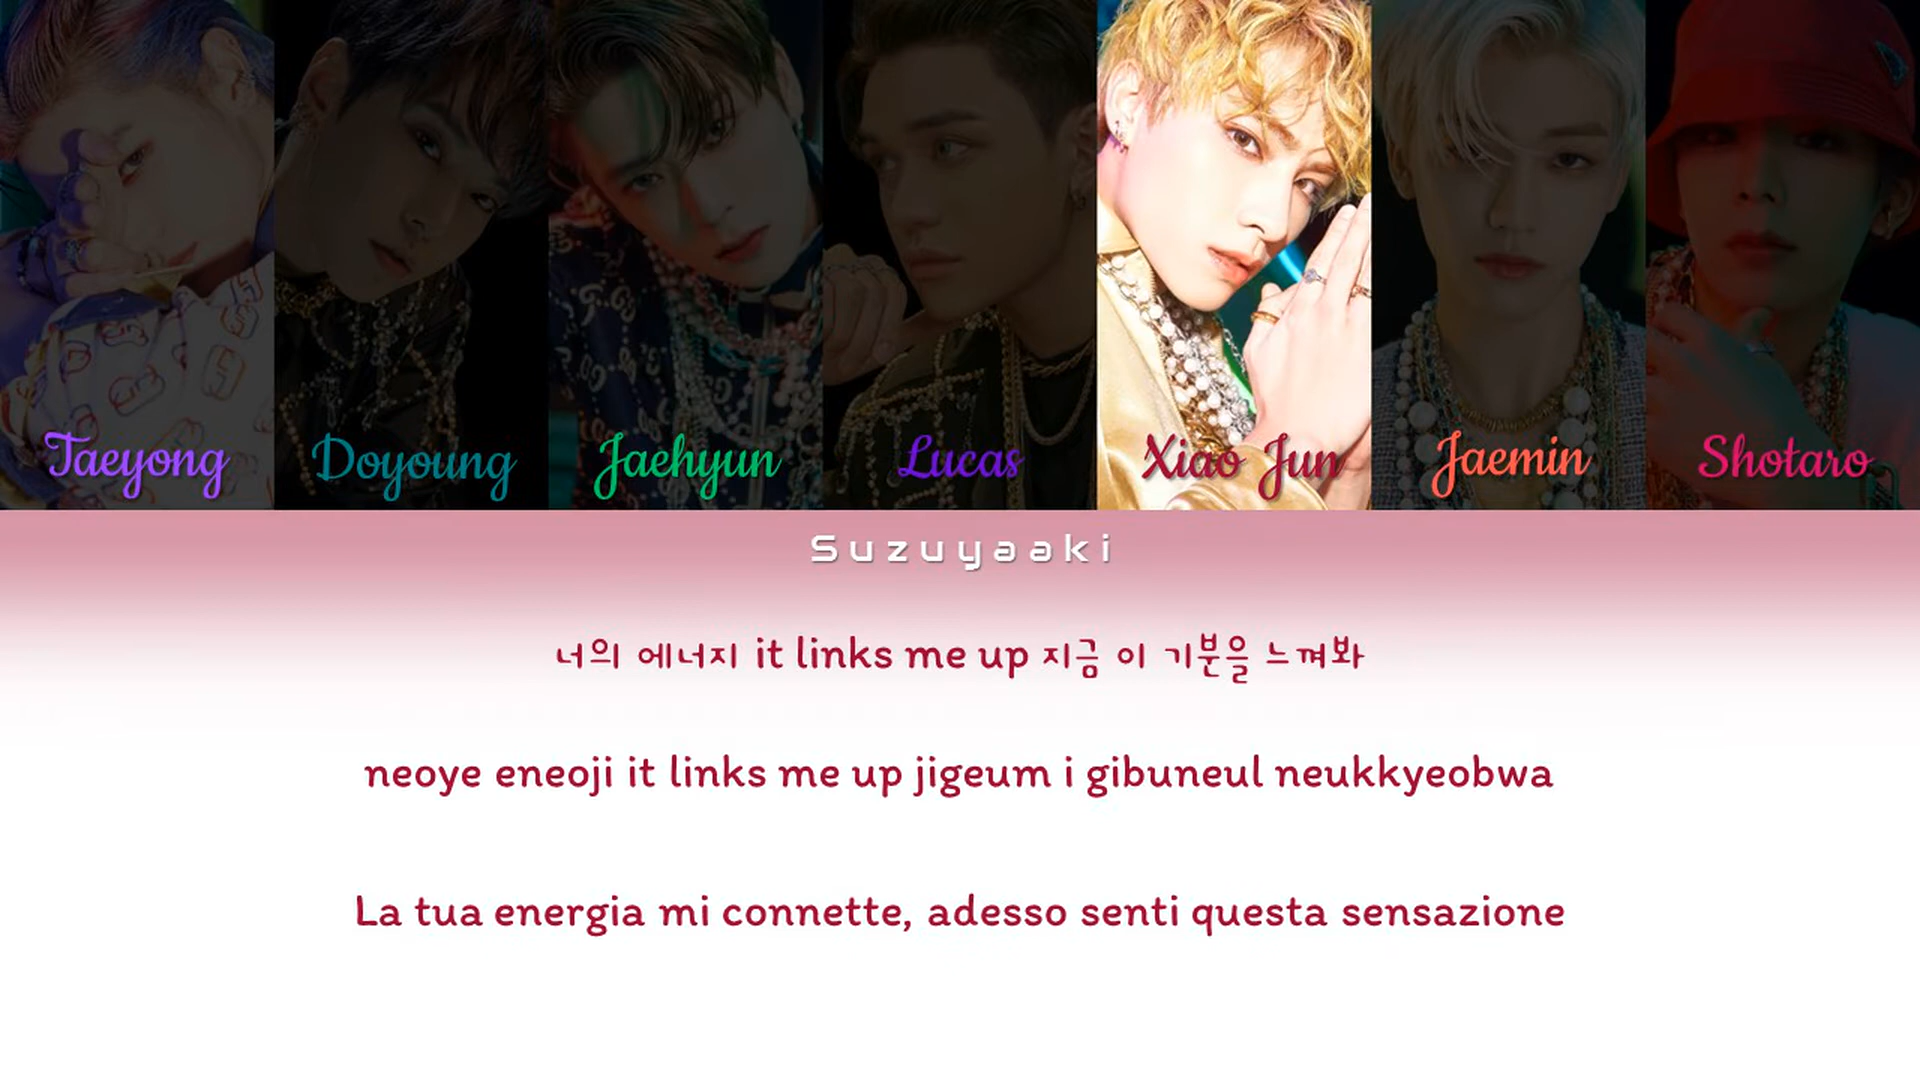 Taeyong Doyoung Jaehyun Lucas Xiao Jun Jaemin Shotaro
Suzuyaaki
너의 에너지 it links me up 지금 이 기분을 느껴봐
neoye eneoji it links me up jigeum i gibuneul neukkyeobwa
La tua energia mi connette, adesso senti questa sensazione